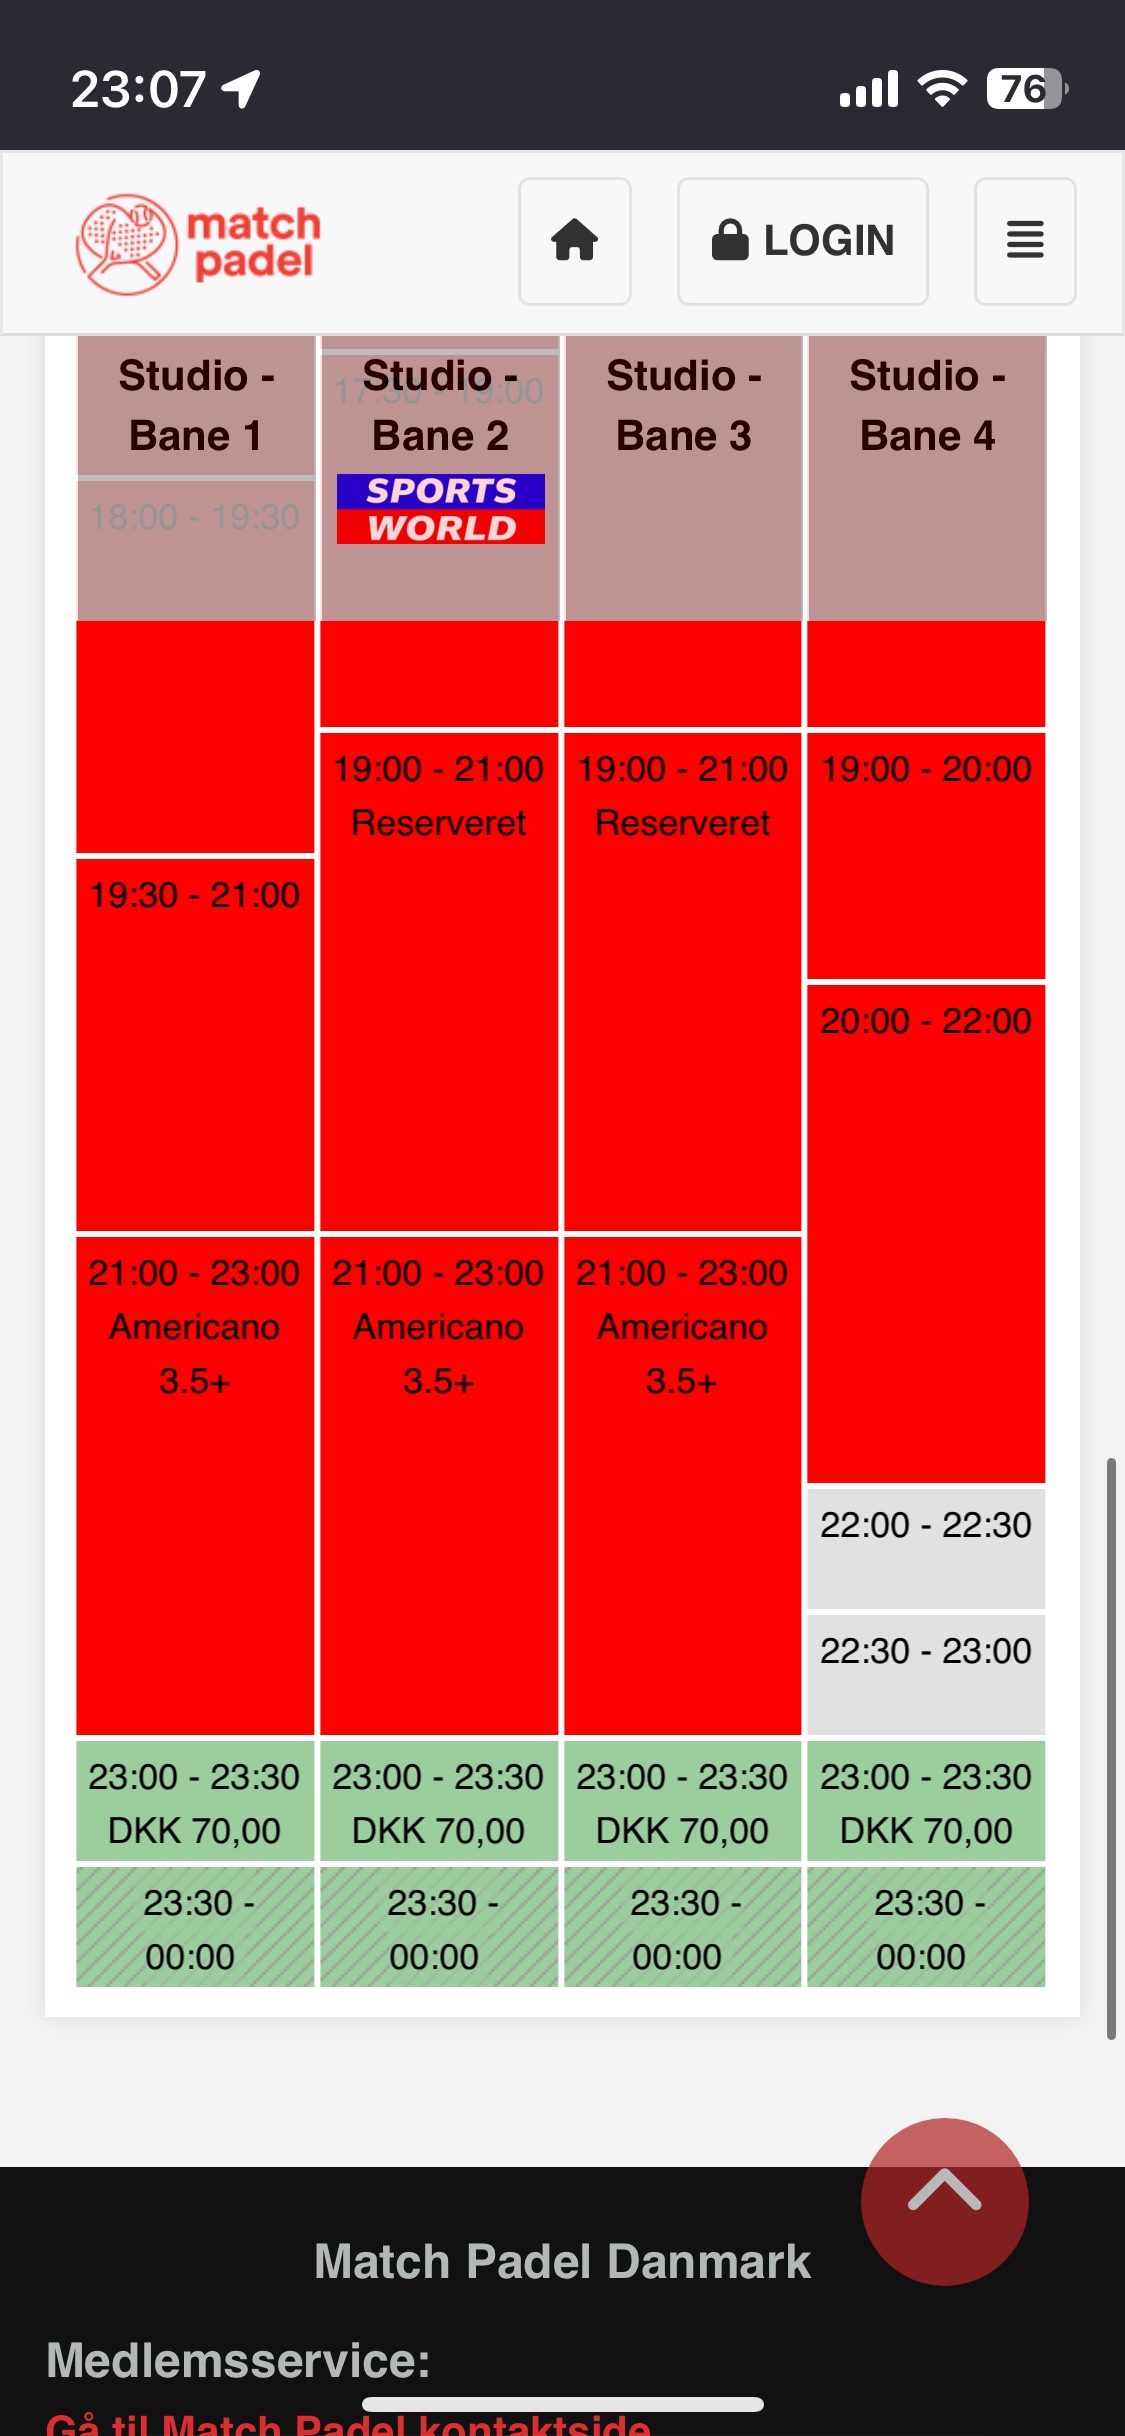 23:07
76
match
padel
LOGIN
Studio -
Bane 1
18:00 - 19:30
19:30 - 21:00
21:00 - 23:00
Americano
3.5+
23:00 - 23:30
DKK 70,00
23:30 -
00:00
17:30 - 19:00
Studio -
Bane 2
SPORTS
WORLD
19:00 - 21:00
Reserveret
21:00 - 23:00
Americano
3.5+
23:00 - 23:30
DKK 70,00
23:30 -
00:00
Studio -
Bane 3
19:00 - 21:00
Reserveret
21:00 - 23:00
Americano
3.5+
23:00 - 23:30
DKK 70,00
23:30 -
00:00
Studio -
Bane 4
19:00 - 20:00
20:00 - 22:00
22:00 - 22:30
22:30 - 23:00
23:00 - 23:30
DKK 70,00
23:30 -
00:00
Match Padel Danmark
Medlemsservice:
Gå til Match Padel kontaktside